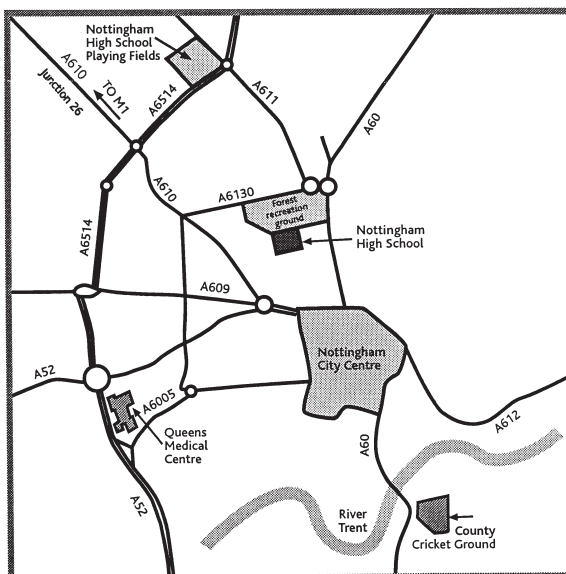 Nottingham
High School
Playing Fields
A610
Junction 26
TO M1
A6514
A611
A60
A610
A6130
Forest
recreation
ground
Nottingham
High School
A6514
A609
Nottingham
City Centre
A52
A6005
Queens
Medical
Centre
A612
A60
A52
River
Trent
County
Cricket Ground